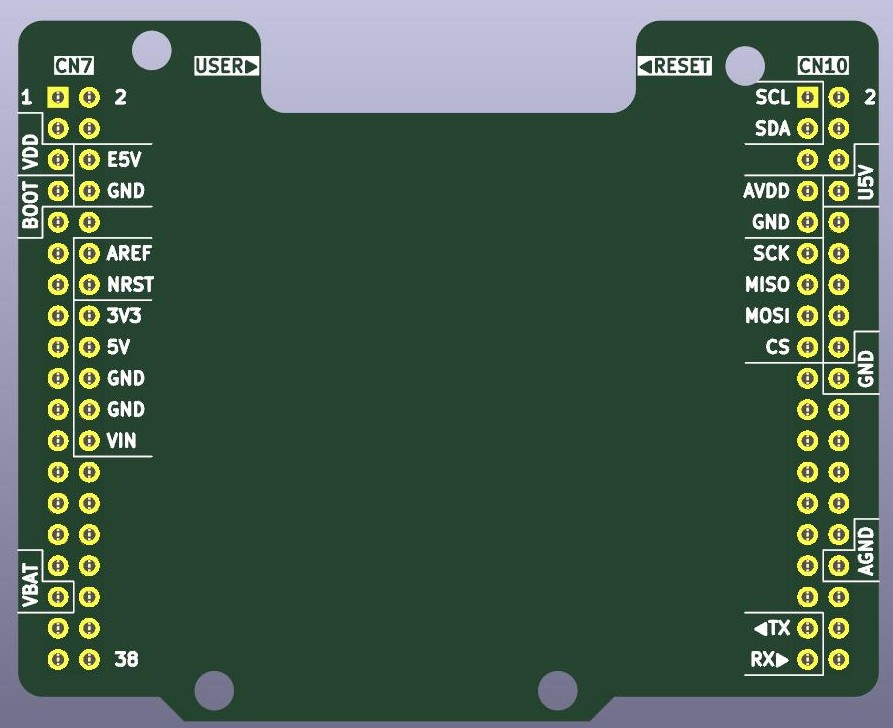 CN7
USER▶
◀RESET
CN10
1
2
SCL
2
SDA
VDD
E5V
U5V
BOOT
GND
AVDD
GND
AREF
SCK
NRST
MISO
3V3
MOSI
5V
CS
GND
GND
GND
VIN
AGND
VBAT
◀TX
38
RX▶